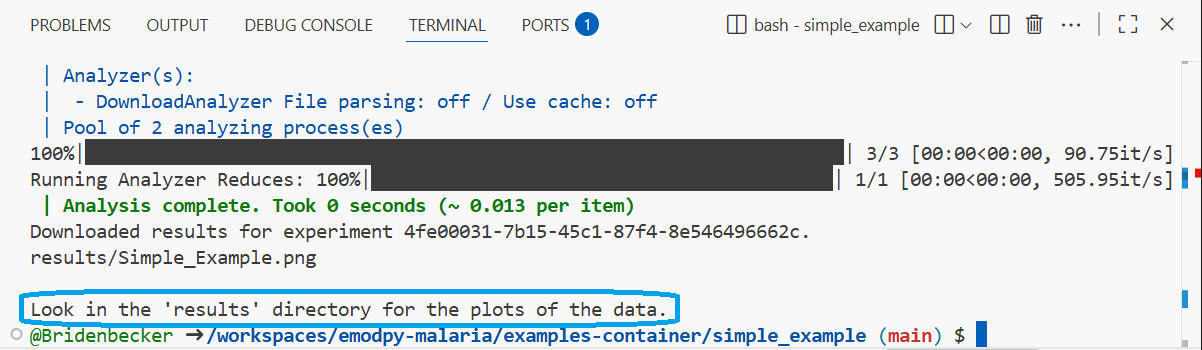 PROBLEMS OUTPUT DEBUG CONSOLE TERMINAL PORTS 1 bash - simple_example
| Analyzer(s):
| - DownloadAnalyzer File parsing: off / Use cache: off
| Pool of 2 analyzing process(es)
100%| | 3/3 [00:00<00:00, 90.75it/s]
Running Analyzer Reduces: 100%| | 1/1 [00:00<00:00, 505.95it/s]
| Analysis complete. Took 0 seconds (~ 0.013 per item)
Downloaded results for experiment 4fe00031-7b15-45c1-87f4-8e546496662c.
results/Simple_Example.png
Look in the 'results' directory for the plots of the data.
@Bridenbecker ➜/workspaces/emodpy-malaria/examples-container/simple_example (main) $